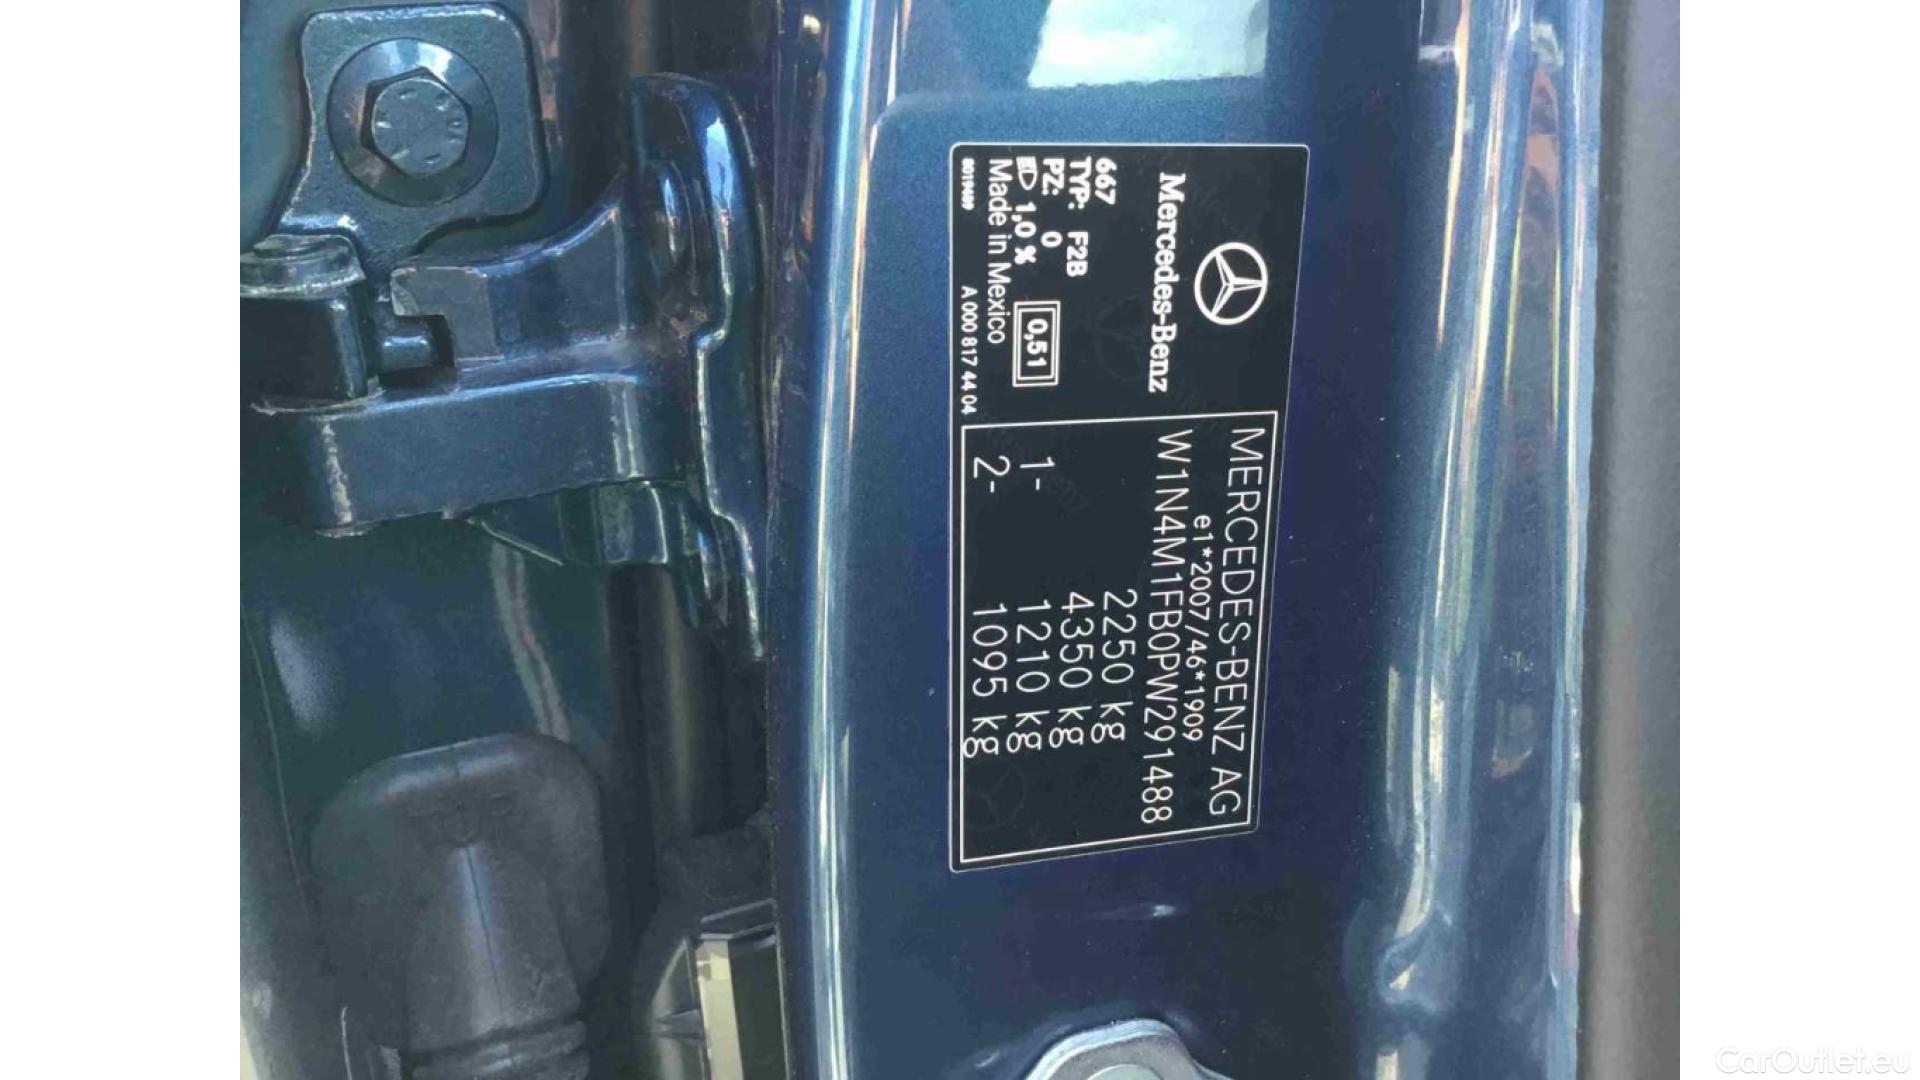 Mercedes-Benz
667
TYP: F2B
PZ: 0
1,0 %
0,51
Made in Mexico
A 000 817 44 04
MERCEDES-BENZ AG
e1*2007/46*1909
W1N4M1FB0PW291488
2250 kg
4350 kg
1- 1210 kg
2- 1095 kg
CarOutlet.eu